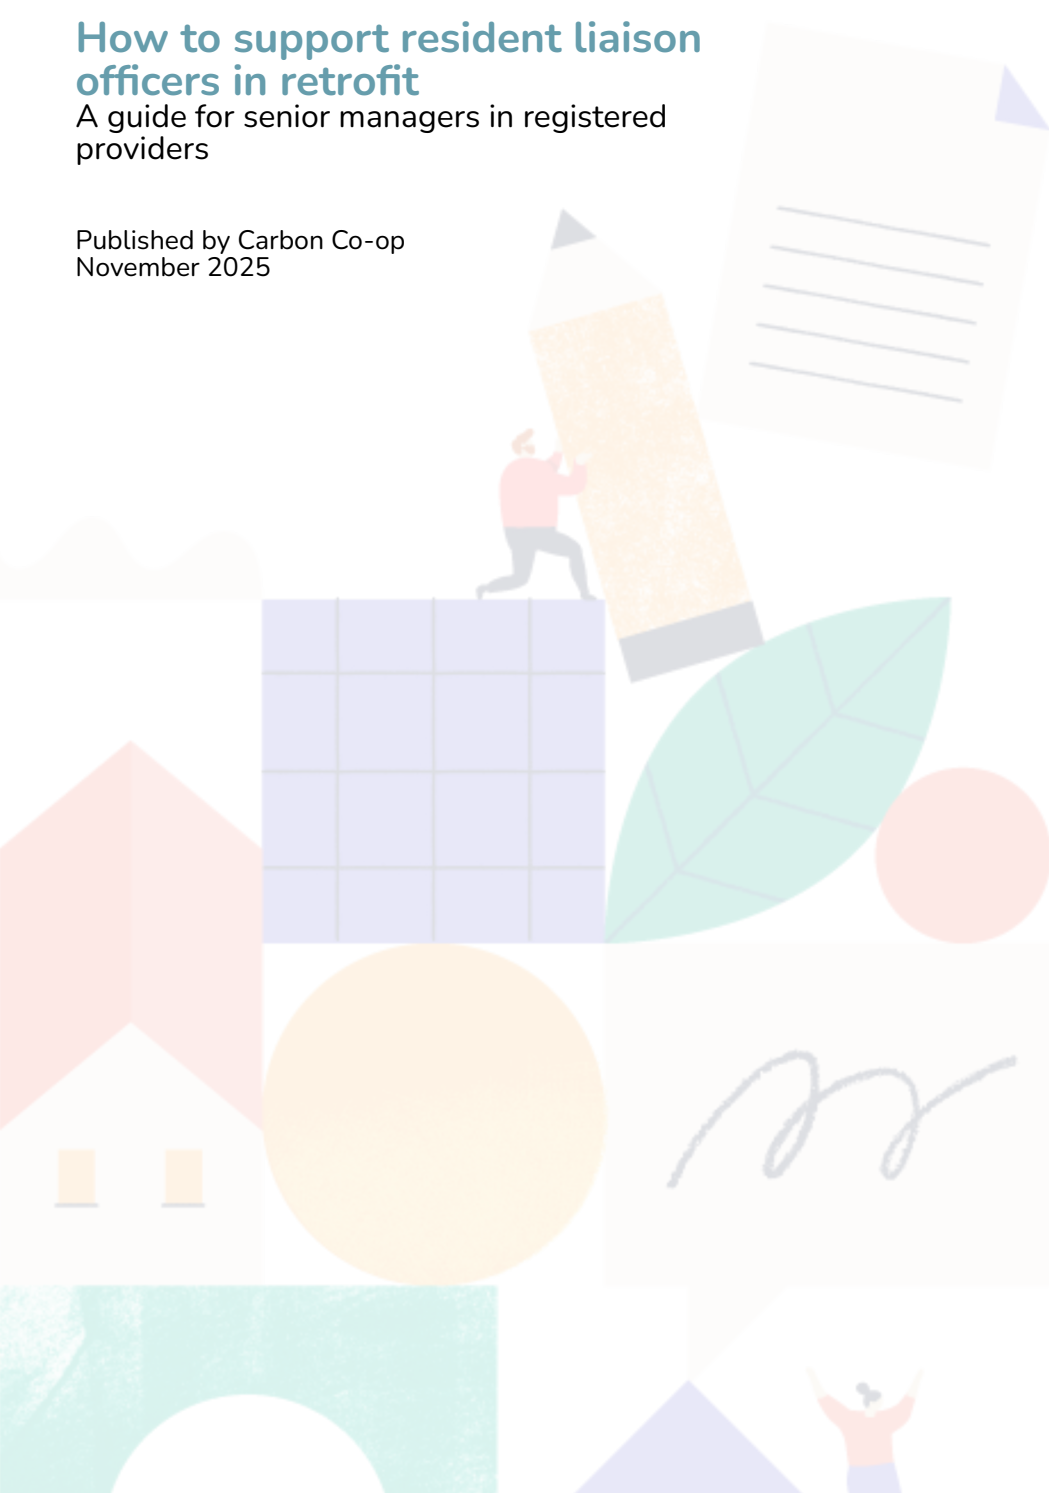 How to support resident liaison
officers in retrofit
A guide for senior managers in registered
providers
Published by Carbon Co-op
November 2025